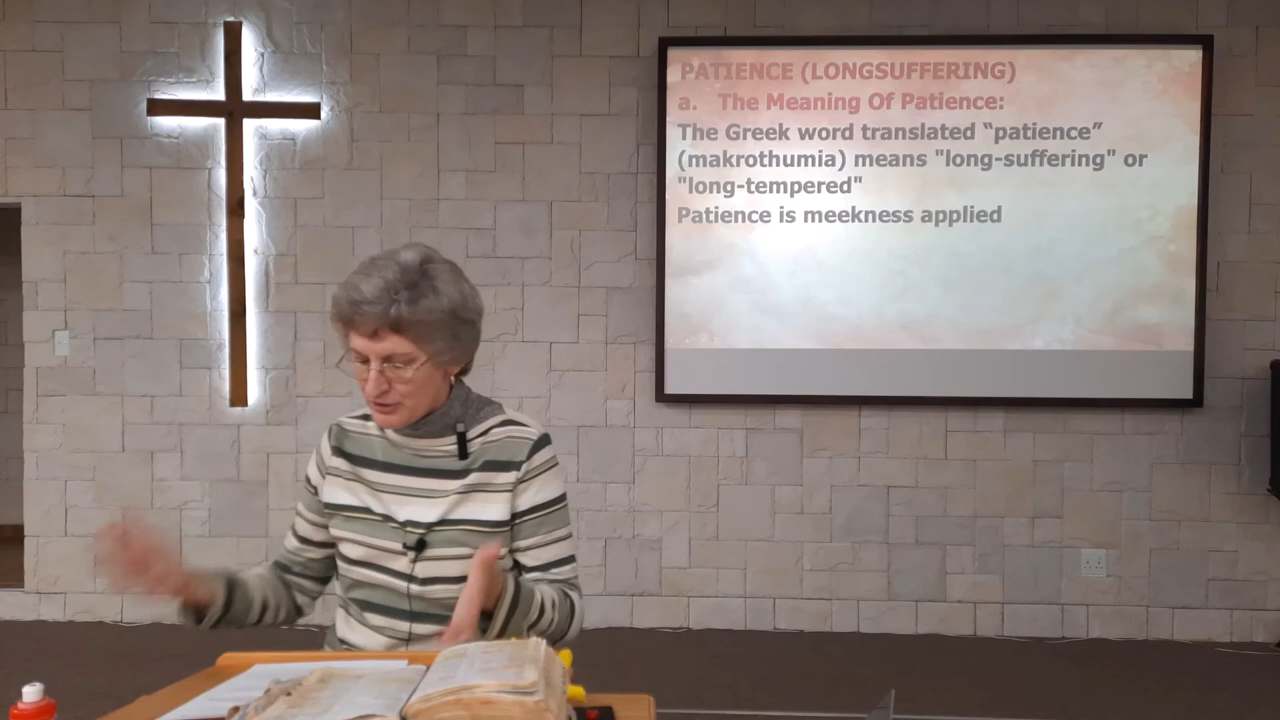 PATIENCE (LONGSUFFERING)
a. The Meaning Of Patience:
The Greek word translated “patience”
(makrothumia) means "long-suffering" or
"long-tempered"
Patience is meekness applied